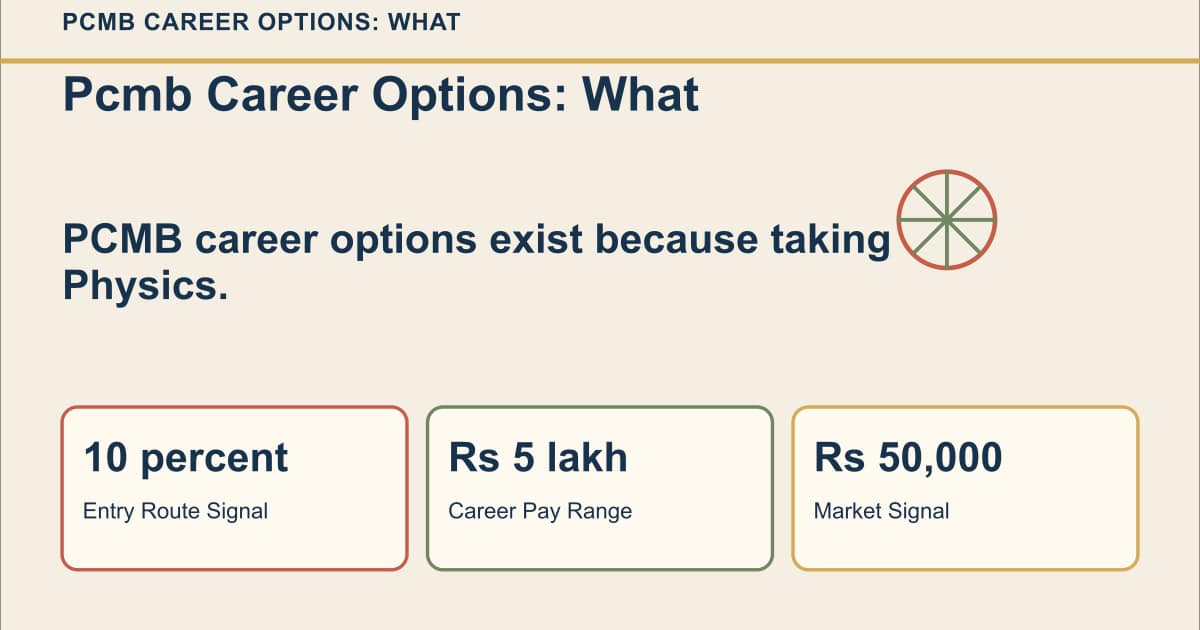 PCMB CAREER OPTIONS: WHAT
Pcmb Career Options: What
PCMB career options exist because taking
Physics.
10 percent
Entry Route Signal
Rs 5 lakh
Career Pay Range
Rs 50,000
Market Signal